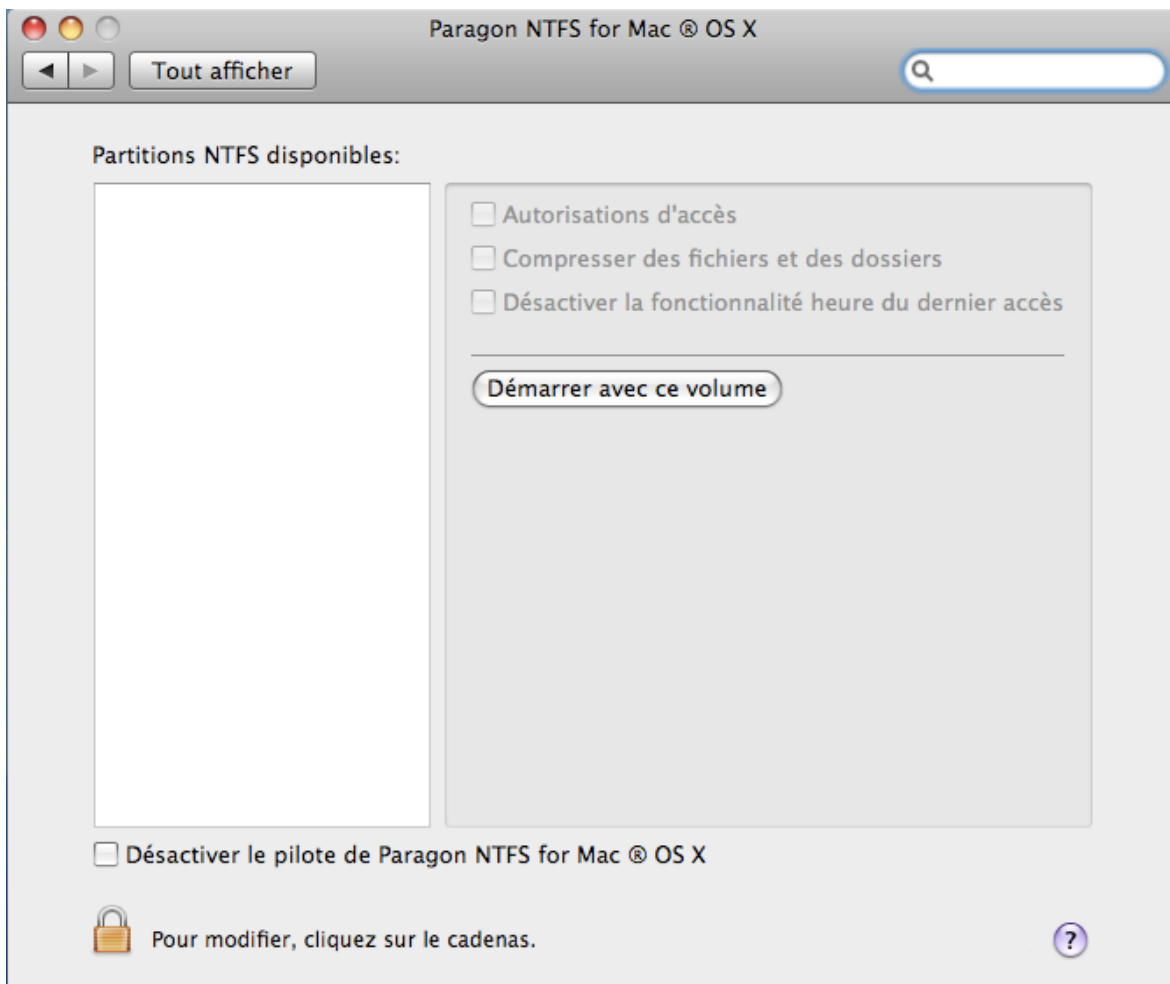 Paragon NTFS for Mac ® OS X
Tout afficher
Partitions NTFS disponibles:
Autorisations d'accès
Compresser des fichiers et des dossiers
Désactiver la fonctionnalité heure du dernier accès
Démarrer avec ce volume
Désactiver le pilote de Paragon NTFS for Mac ® OS X
Pour modifier, cliquez sur le cadenas.
?